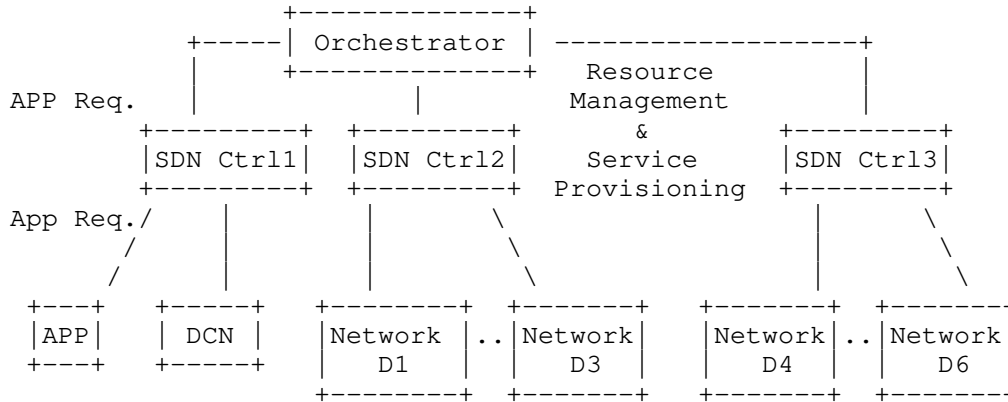 Orchestrator
Resource
APP Req. Management
&
SDN Ctrl1 SDN Ctrl2 Service SDN Ctrl3
Provisioning
App Req.
APP DCN Network .. Network Network .. Network
D1 D3 D4 D6